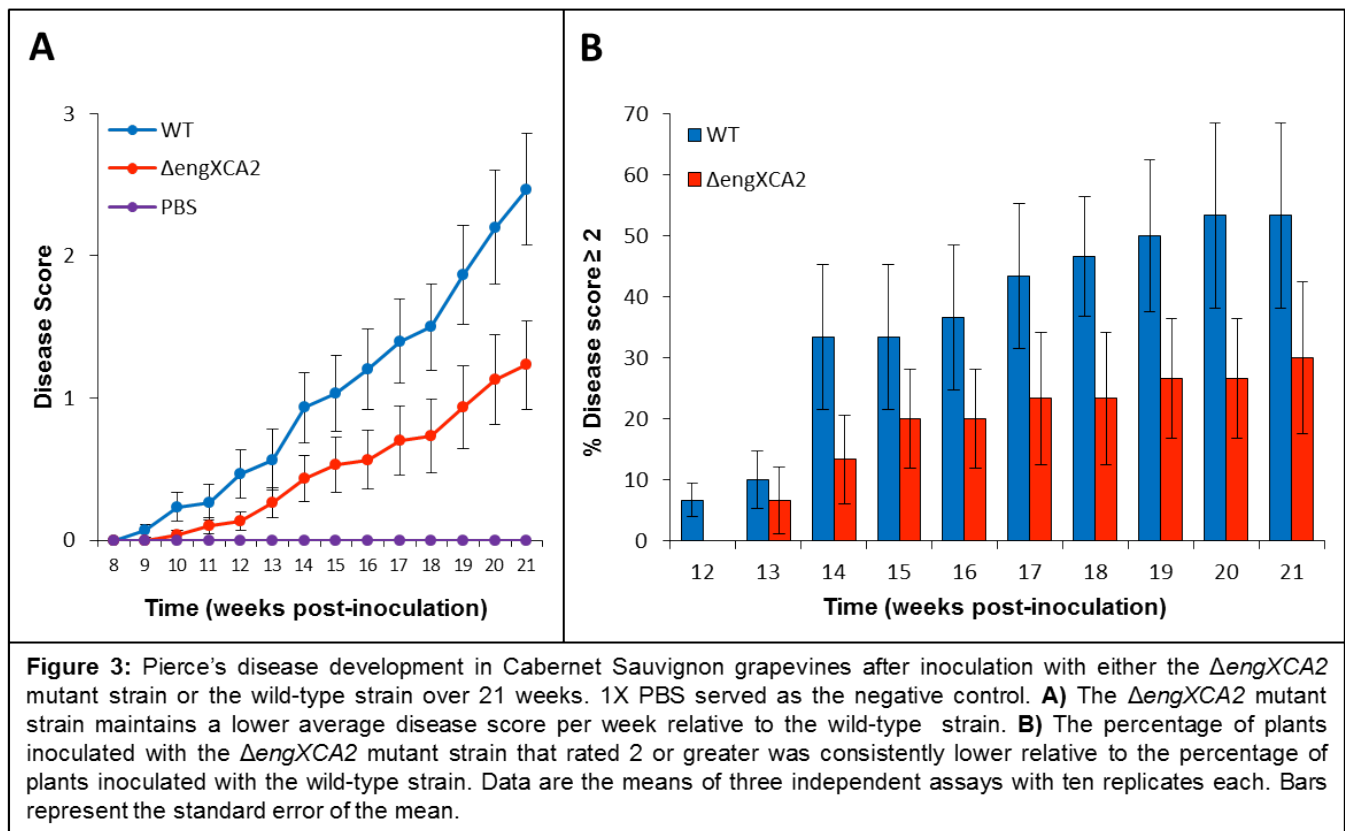 A
3
2
1
0
WT
ΔengXCA2
PBS
Disease Score
8 9 10 11 12 13 14 15 16 17 18 19 20 21
Time (weeks post-inoculation)
B
70
60
50
40
30
20
10
0
WT
ΔengXCA2
% Disease score ≥ 2
12 13 14 15 16 17 18 19 20 21
Time (weeks post-inoculation)
Figure 3: Pierce’s disease development in Cabernet Sauvignon grapevines after inoculation with either the ΔengXCA2
mutant strain or the wild-type strain over 21 weeks. 1X PBS served as the negative control. A) The ΔengXCA2 mutant
strain maintains a lower average disease score per week relative to the wild-type strain. B) The percentage of plants
inoculated with the ΔengXCA2 mutant strain that rated 2 or greater was consistently lower relative to the percentage of
plants inoculated with the wild-type strain. Data are the means of three independent assays with ten replicates each. Bars
represent the standard error of the mean.